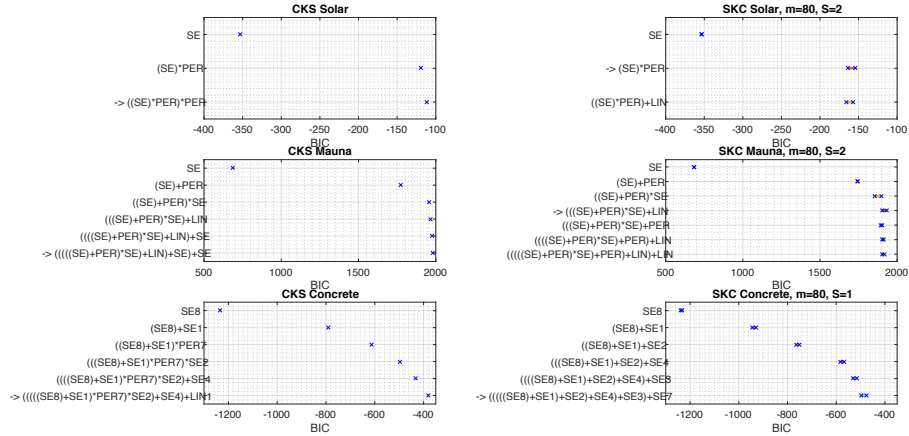 CKS Solar
SE
(SE)*PER
-> ((SE)*PER)*PER
-400 -350 -300 -250 -200 -150 -100
BIC
SKC Solar, m=80, S=2
SE
-> (SE)*PER
((SE)*PER)+LIN
-400 -350 -300 -250 -200 -150 -100
BIC
CKS Mauna
SE
(SE)+PER
((SE)+PER)*SE
(((SE)+PER)*SE)+LIN
((((SE)+PER)*SE)+LIN)+SE
-> (((((SE)+PER)*SE)+LIN)+SE)+SE
500 1000 1500 2000
BIC
SKC Mauna, m=80, S=2
SE
(SE)+PER
((SE)+PER)*SE
-> (((SE)+PER)*SE)+LIN
(((SE)+PER)*SE)+PER
((((SE)+PER)*SE)+PER)+LIN
(((((SE)+PER)*SE)+PER)+LIN)+LIN
500 1000 1500 2000
BIC
CKS Concrete
SE8
(SE8)+SE1
((SE8)+SE1)*PER7
(((SE8)+SE1)*PER7)*SE2
((((SE8)+SE1)*PER7)*SE2)+SE4
-> (((((SE8)+SE1)*PER7)*SE2)+SE4)+LIN1
-1200 -1000 -800 -600 -400
BIC
SKC Concrete, m=80, S=1
SE8
(SE8)+SE1
((SE8)+SE1)+SE2
(((SE8)+SE1)+SE2)+SE4
((((SE8)+SE1)+SE2)+SE4)+SE3
-> (((((SE8)+SE1)+SE2)+SE4)+SE3)+SE7
-1200 -1000 -800 -600 -400
BIC